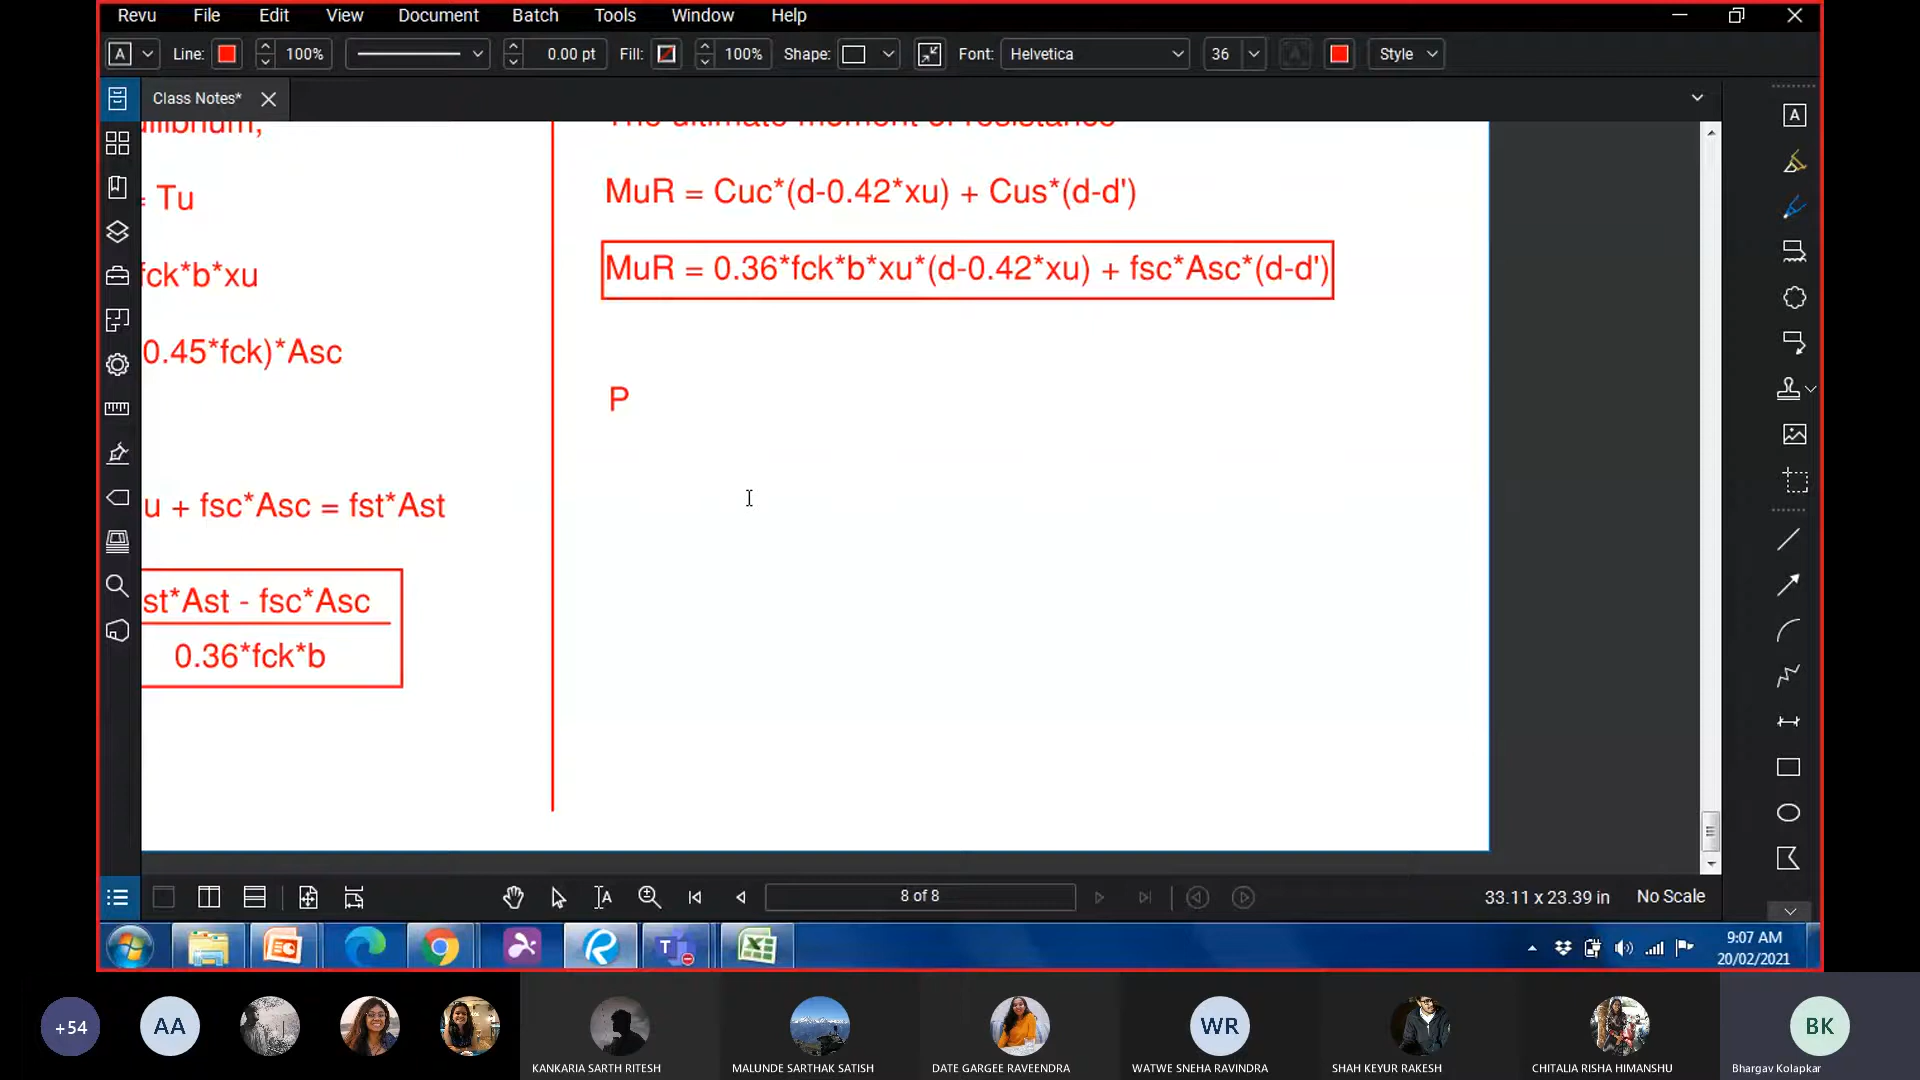 Revu File Edit View Document Batch Tools Window Help
A Line: 100% 0.00 pt Fill: 100% Shape: Font: Helvetica 36 A Style
Class Notes*
The ultimate moment of resistance
= Tu
fck*b*xu
0.45*fck)*Asc
u + fsc*Asc = fst*Ast
st*Ast - fsc*Asc
0.36*fck*b
MuR = Cuc*(d-0.42*xu) + Cus*(d-d')
MuR = 0.36*fck*b*xu*(d-0.42*xu) + fsc*Asc*(d-d')
P
A
8 of 8
33.11 x 23.39 in No Scale
9:07 AM
20/02/2021
+54
AA
KANKARIA SARTH RITESH
MALUNDE SARTHAK SATISH
DATE GARGEE RAVEENDRA
WR
WATWE SNEHA RAVINDRA
SHAH KEYUR RAKESH
CHITALIA RISHA HIMANSHU
BK
Bhargav Kolapkar